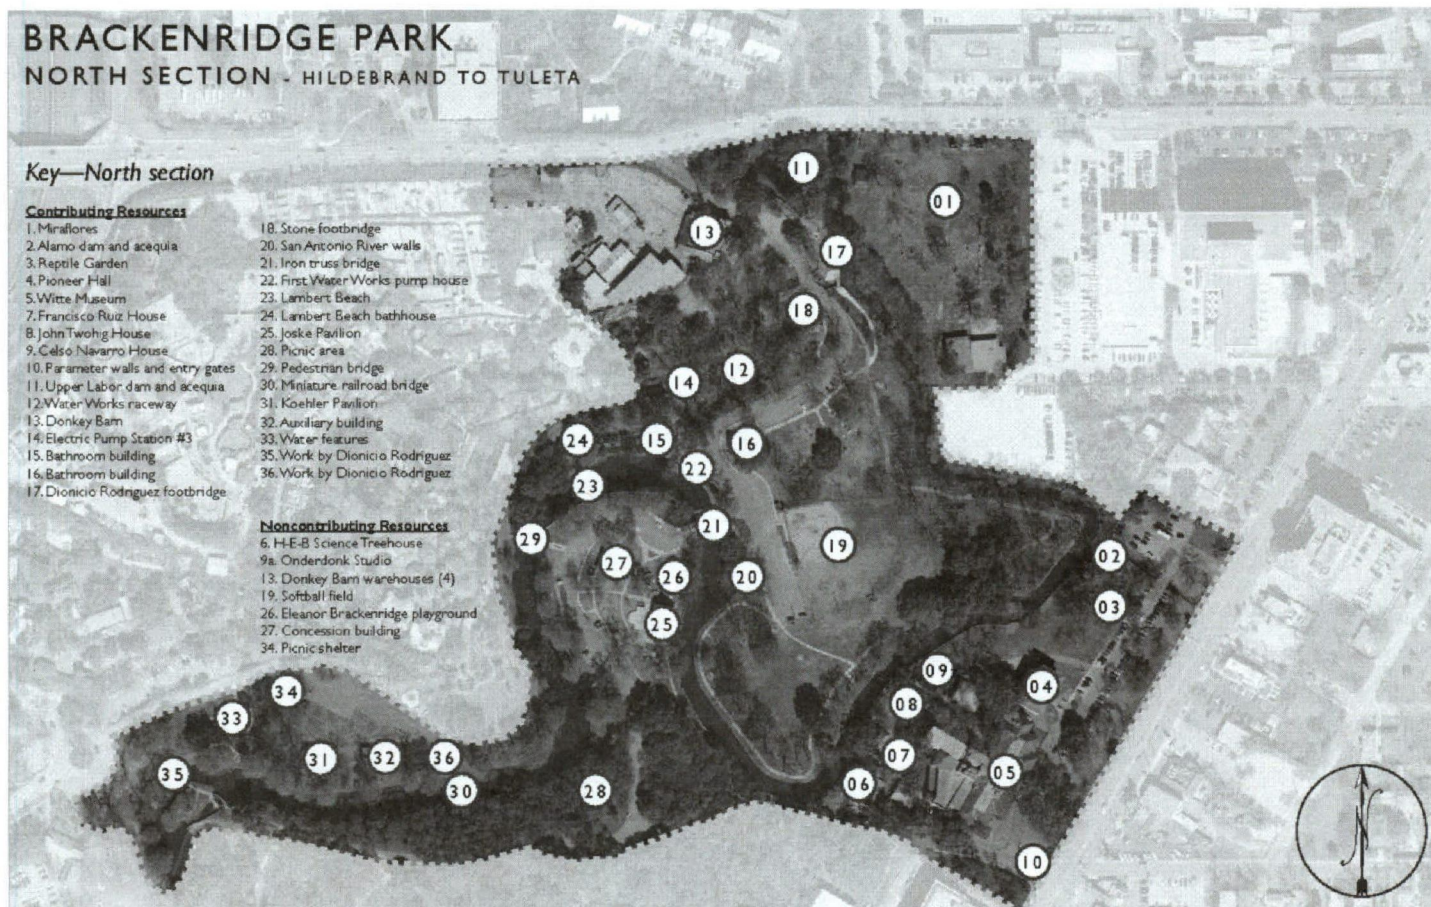 BRACKENRIDGE PARK
NORTH SECTION - HILDEBRAND TO TULETA
Key—North section
Contributing Resources
1. Miraflores
2. Alamo dam and acequia
3. Reptile Garden
4. Pioneer Hall
5. Witte Museum
7. Francisco Ruiz House
8. John Twohig House
9. Celso Navarro House
10. Parameter walls and entry gates
11. Upper Labor dam and acequia
12. Water Works raceway
13. Donkey Barn
14. Electric Pump Station #3
15. Bathroom building
16. Bathroom building
17. Dionicio Rodriguez footbridge
18. Stone footbridge
20. San Antonio River walls
21. Iron truss bridge
22. First Water Works pump house
23. Lambert Beach
24. Lambert Beach bathhouse
25. Joske Pavilion
28. Picnic area
29. Pedestrian bridge
30. Miniature railroad bridge
31. Koehler Pavilion
32. Auxiliary building
33. Water features
35. Work by Dionicio Rodriguez
36. Work by Dionicio Rodriguez
Noncontributing Resources
6. H-E-B Science Treehouse
9a. Onderdonk Studio
13. Donkey Barn warehouses (4)
19. Softball field
26. Eleanor Brackenridge playground
27. Concession building
34. Picnic shelter
11
01
13
17
18
12
14
24
15
16
22
23
21
29
19
02
27
26
20
03
25
09
04
34
08
33
07
31
32
36
05
35
06
30
28
10
N